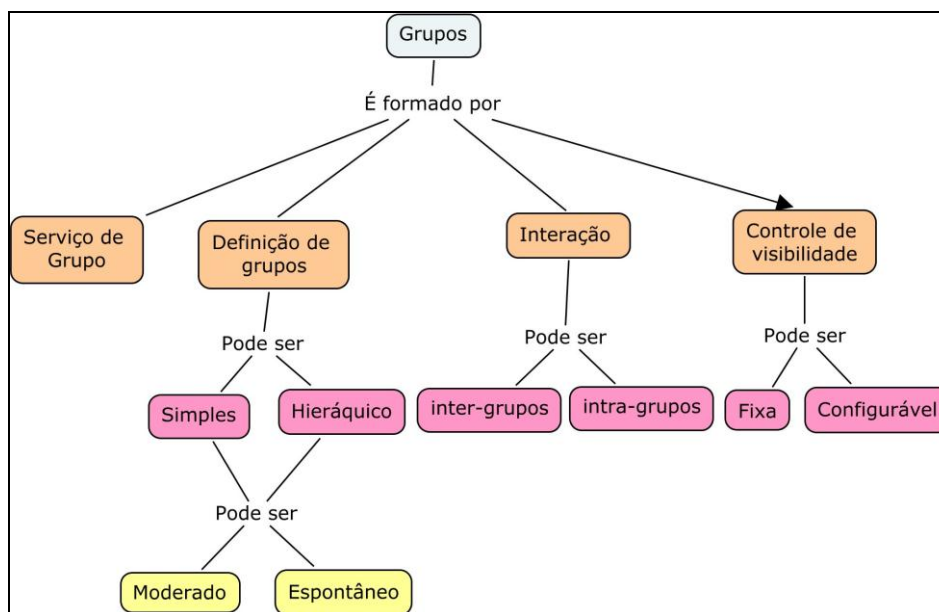 Grupos
É formado por
Serviço de
Grupo
Definição de
grupos
Interação
Controle de
visibilidade
Pode ser
Pode ser
Pode ser
Simples
Hieráquico
inter-grupos
intra-grupos
Fixa
Configurável
Pode ser
Moderado
Espontâneo